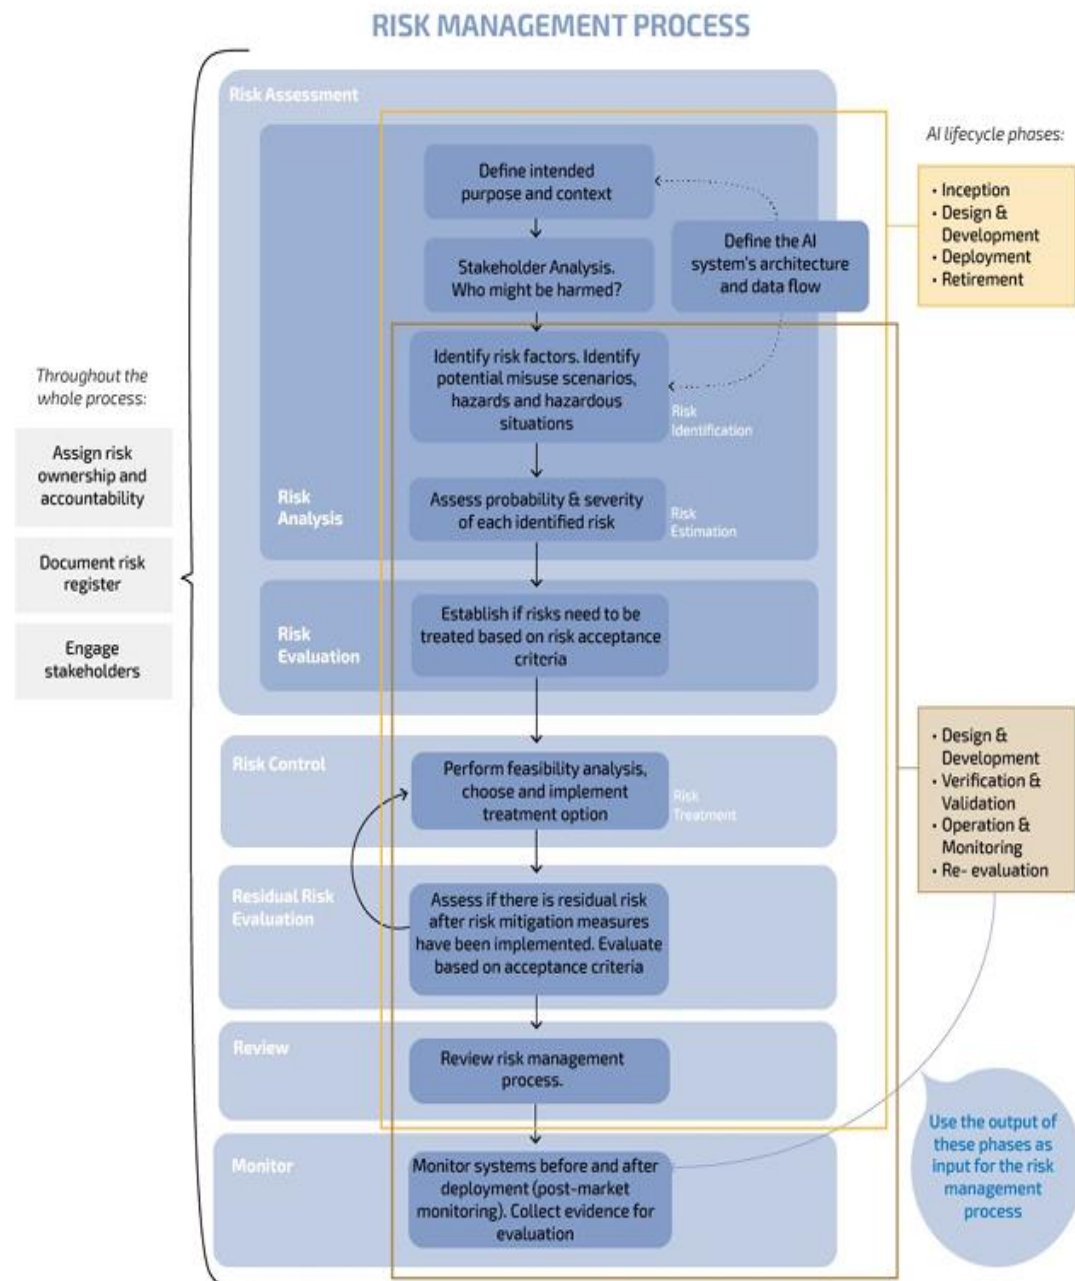 RISK MANAGEMENT PROCESS
Risk Assessment
AI lifecycle phases:
Define intended
purpose and context
• Inception
• Design &
Development
• Deployment
• Retirement
Define the AI
system's architecture
and data flow
Stakeholder Analysis.
Who might be harmed?
Throughout the
whole process:
Identify risk factors. Identify
potential misuse scenarios,
hazards and hazardous
situations
Risk
Identification
Assign risk
ownership and
accountability
Risk
Analysis
Assess probability & severity
of each identified risk
Risk
Estimation
Document risk
register
Engage
stakeholders
Risk
Evaluation
Establish if risks need to be
treated based on risk acceptance
criteria
Risk Control
Perform feasibility analysis,
choose and implement
treatment option
Risk
Treatment
• Design &
Development
• Verification &
Validation
• Operation &
Monitoring
• Re- evaluation
Residual Risk
Evaluation
Assess if there is residual risk
after risk mitigation measures
have been implemented. Evaluate
based on acceptance criteria
Review
Review risk management
process.
Use the output of
these phases as
input for the risk
management
process
Monitor
Monitor systems before and after
deployment (post-market
monitoring). Collect evidence for
evaluation